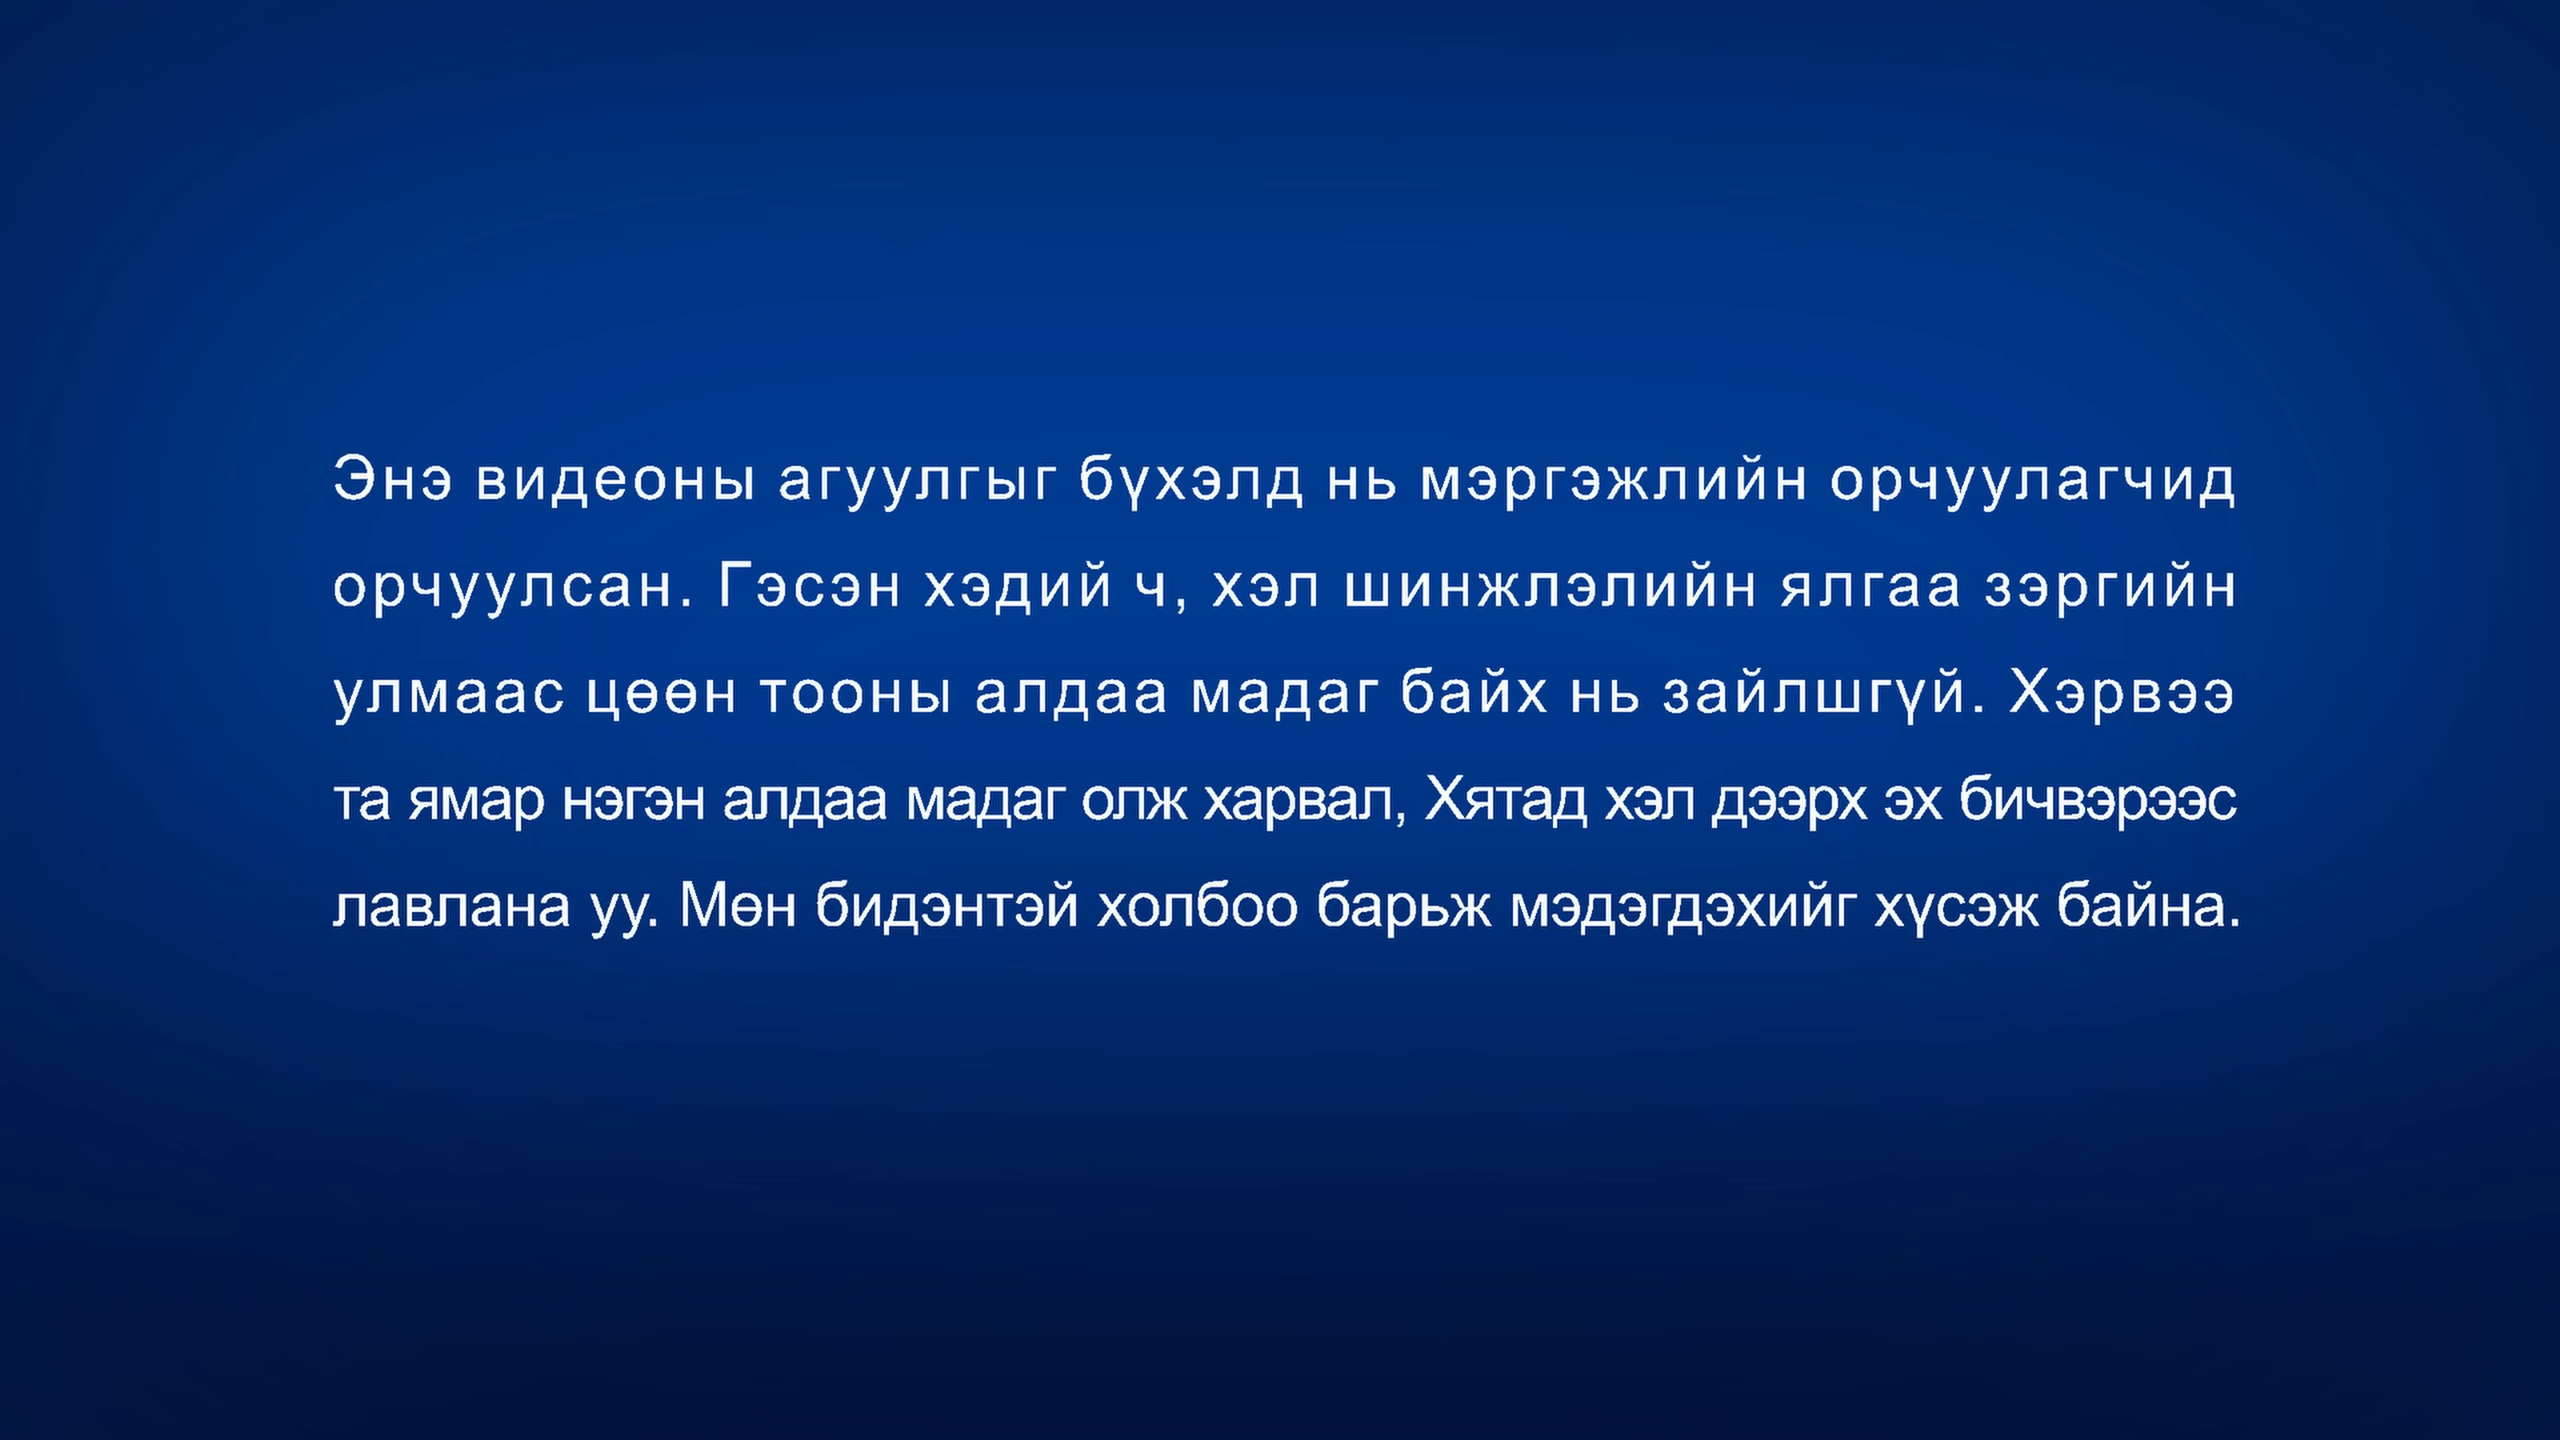 Энэ видеоны агуулгыг бүхэлд нь мэргэжлийн орчуулагчид
орчуулсан. Гэсэн хэдий ч, хэл шинжлэлийн ялгаа зэргийн
улмаас цөөн тооны алдаа мадаг байх нь зайлшгүй. Хэрвээ
та ямар нэгэн алдаа мадаг олж харвал, Хятад хэл дээрх эх бичвэрээс
лавлана уу. Мөн бидэнтэй холбоо барьж мэдэгдэхийг хүсэж байна.